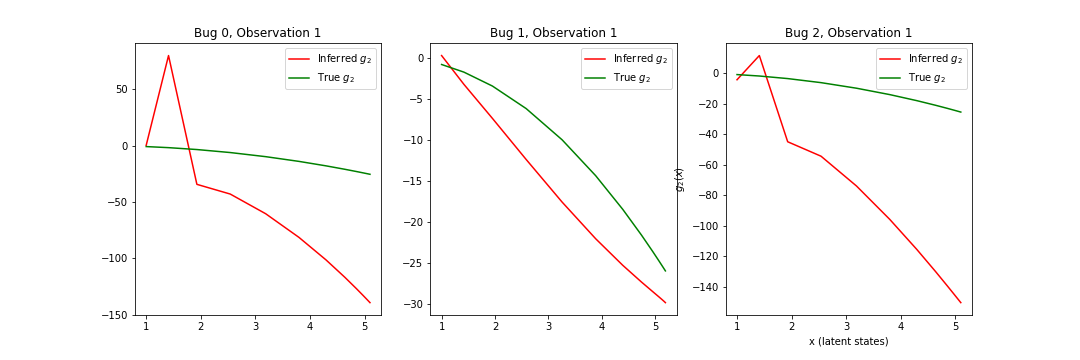 Bug 0, Observation 1
Inferred g₂
True g₂
50
0
−50
−100
−150
1 2 3 4 5
Bug 1, Observation 1
Inferred g₂
True g₂
0
−5
−10
−15
−20
−25
−30
1 2 3 4 5
Bug 2, Observation 1
Inferred g₂
True g₂
g₂(x)
0
−20
−40
−60
−80
−100
−120
−140
1 2 3 4 5
x (latent states)